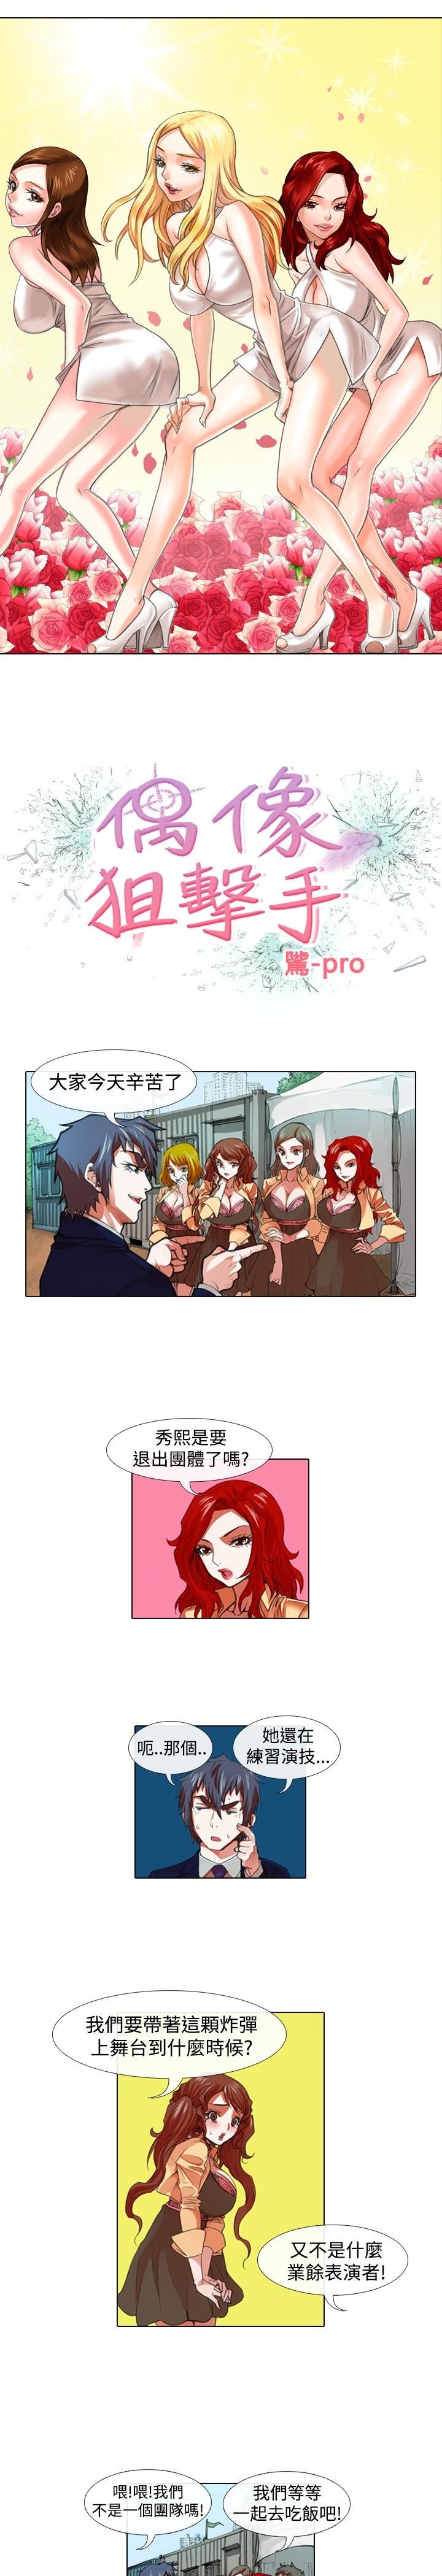 偶像
狙擊手
鷘-pro
大家今天辛苦了
秀熙是要
退出團體了嗎?
呃..那個..
她還在
練習演技...
我們要帶著這顆炸彈
上舞台到什麼時候?
又不是什麼
業餘表演者!
喂!喂!我們
不是一個團隊嗎!
我們等等
一起去吃飯吧!